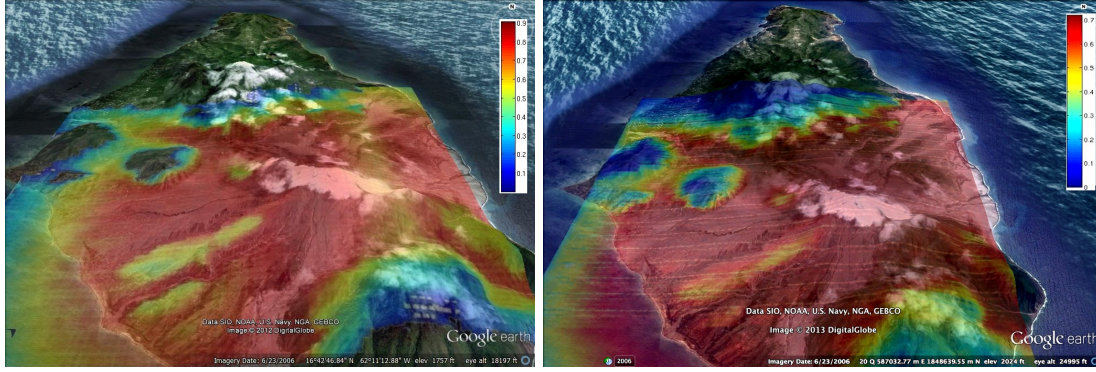 N
0.9
0.8
0.7
0.6
0.5
0.4
0.3
0.2
0.1
Data SIO, NOAA, U.S. Navy, NGA, GEBCO
Image © 2012 DigitalGlobe
Google earth
Imagery Date: 6/23/2006 16°42'46.84" N 62°11'12.88" W elev 1757 ft eye alt 18197 ft
N
0.7
0.6
0.5
0.4
0.3
0.2
0.1
0
Data SIO, NOAA, U.S. Navy, NGA, GEBCO
Image © 2013 DigitalGlobe
Google earth
2006
Imagery Date: 6/23/2006 20 Q 587032.77 m E 1848639.55 m N elev 2024 ft eye alt 24995 ft